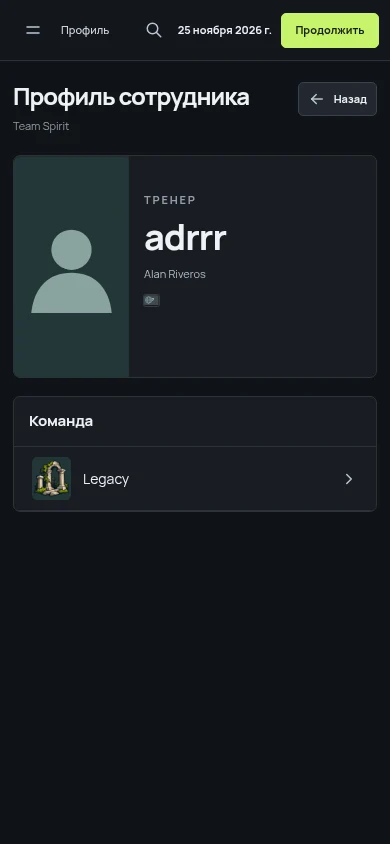 Профиль
25 ноября 2026 г.
Продолжить
Профиль сотрудника
Назад
Team Spirit
ТРЕНЕР
adrrr
Alan Riveros
Команда
Legacy